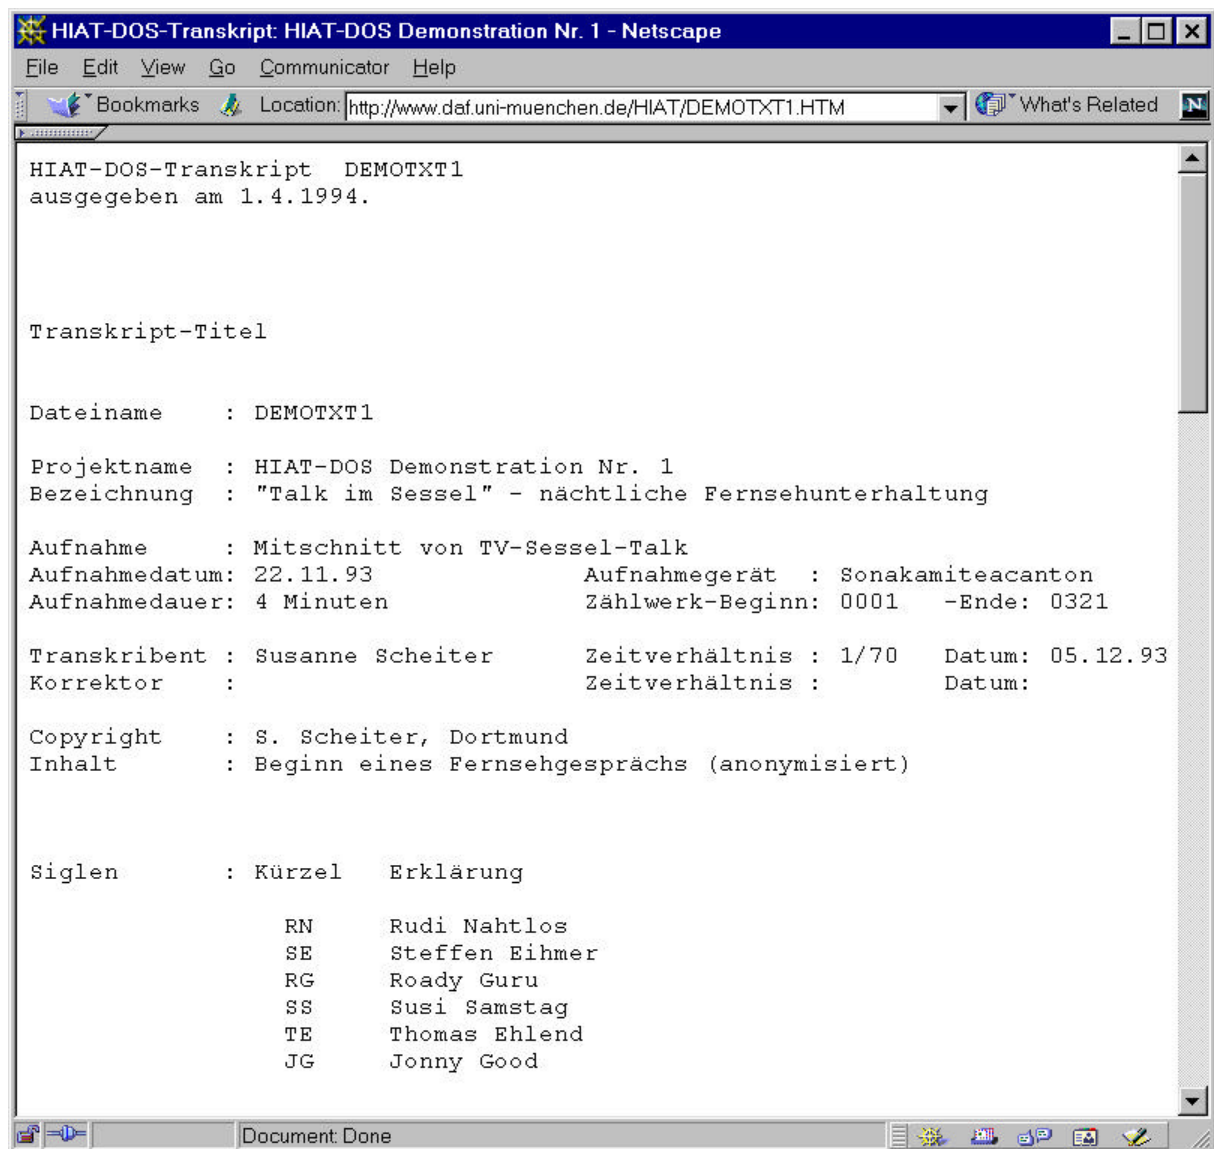 HIAT-DOS-Transkript: HIAT-DOS Demonstration Nr. 1 - Netscape
File Edit View Go Communicator Help
Bookmarks Location: http://www.daf.uni-muenchen.de/HIAT/DEMOTXT1.HTM What's Related N
HIAT-DOS-Transkript DEMOTXT1
ausgegeben am 1.4.1994.
Transkript-Titel
Dateiname : DEMOTXT1
Projektname : HIAT-DOS Demonstration Nr. 1
Bezeichnung : "Talk im Sessel" - nächtliche Fernsehunterhaltung
Aufnahme : Mitschnitt von TV-Sessel-Talk
Aufnahmedatum: 22.11.93 Aufnahmegerät : Sonakamiteacanton
Aufnahmedauer: 4 Minuten Zählwerk-Beginn: 0001 -Ende: 0321
Transkribent : Susanne Scheiter Zeitverhältnis : 1/70 Datum: 05.12.93
Korrektor : Zeitverhältnis : Datum:
Copyright : S. Scheiter, Dortmund
Inhalt : Beginn eines Fernsehgesprächs (anonymisiert)
Siglen : Kürzel Erklärung
RN Rudi Nahtlos
SE Steffen Eihmer
RG Roady Guru
SS Susi Samstag
TE Thomas Ehlend
JG Jonny Good
Document: Done